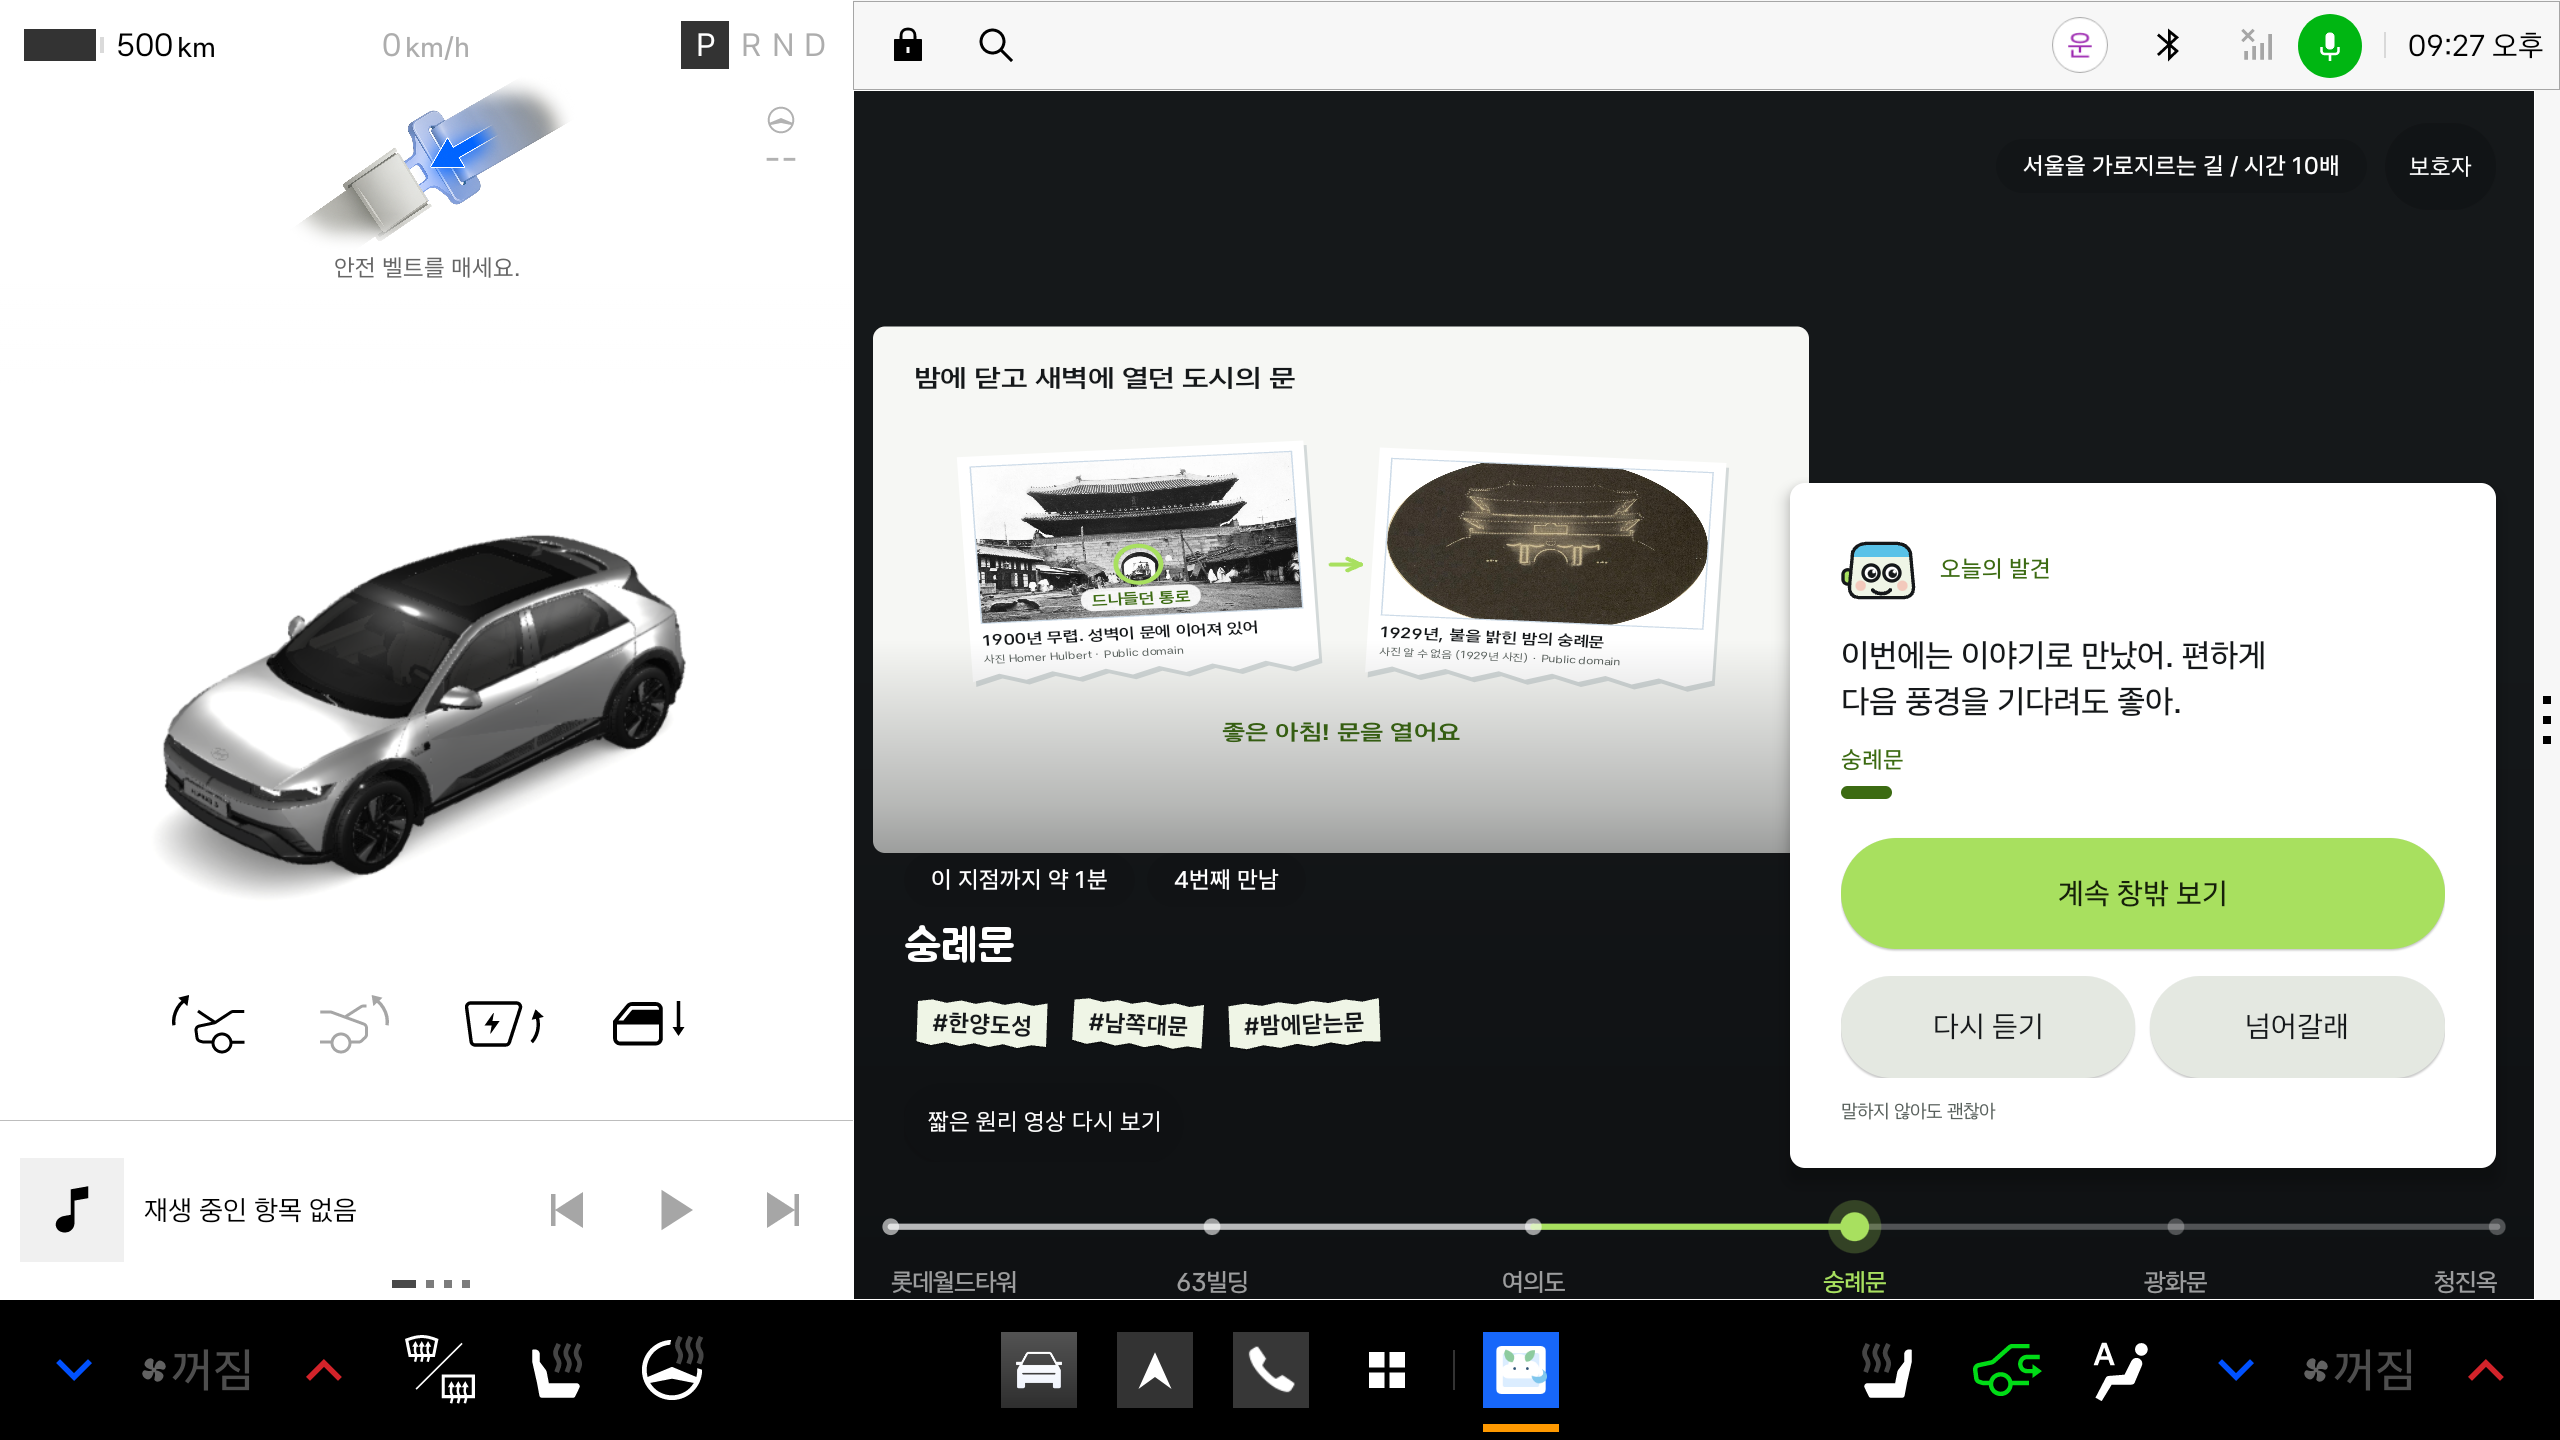 500 km
0 km/h
P R N D
안전 벨트를 매세요.
재생 중인 항목 없음
운
09:27 오후
서울을 가로지르는 길 / 시간 10배
보호자
밤에 닫고 새벽에 열던 도시의 문
드나들던 통로
1900년 무렵. 성벽이 문에 이어져 있어
사진 Homer Hulbert · Public domain
1929년, 불을 밝힌 밤의 숭례문
사진 알 수 없음 (1929년 사진) · Public domain
좋은 아침! 문을 열어요
이 지점까지 약 1분
4번째 만남
숭례문
#한양도성
#남쪽대문
#밤에닫는문
짧은 원리 영상 다시 보기
오늘의 발견
이번에는 이야기로 만났어. 편하게
다음 풍경을 기다려도 좋아.
숭례문
계속 창밖 보기
다시 듣기
넘어갈래
말하지 않아도 괜찮아
롯데월드타워
63빌딩
여의도
숭례문
광화문
청진옥
꺼짐
A
꺼짐